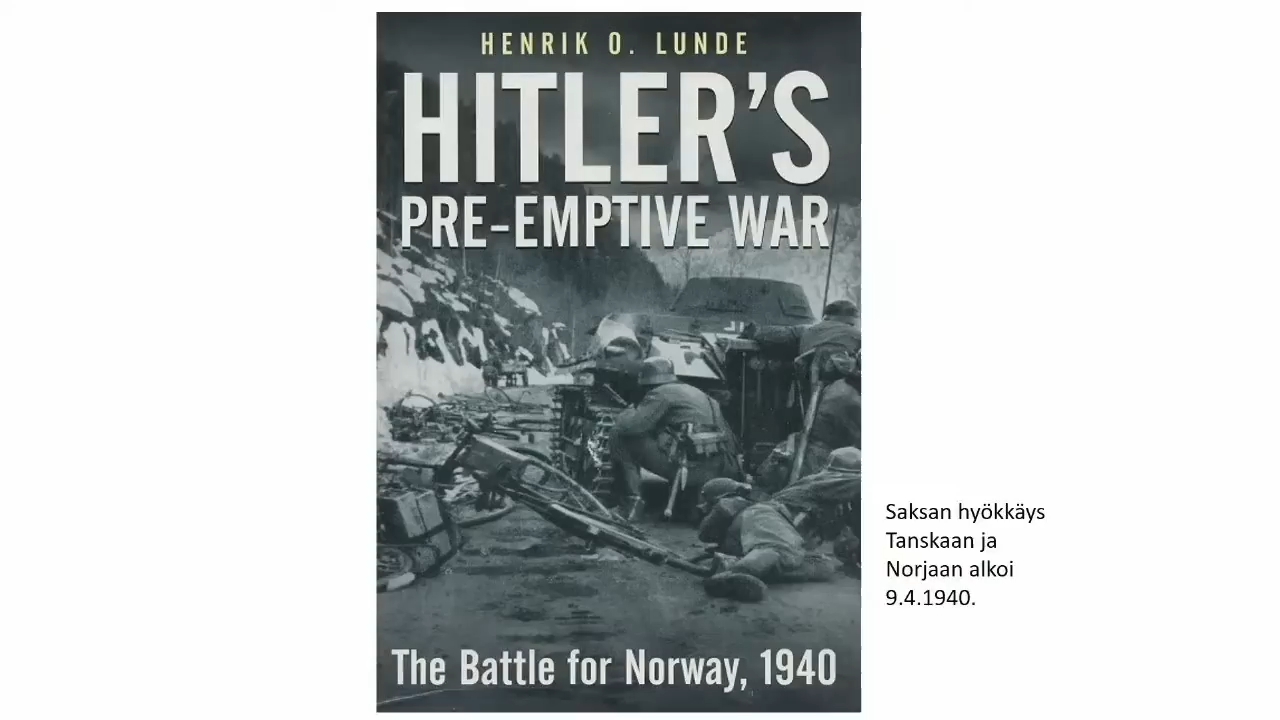 HENRIK O. LUNDE
HITLER'S
PRE-EMPTIVE WAR
The Battle for Norway, 1940
Saksan hyökkäys
Tanskaan ja
Norjaan alkoi
9.4.1940.